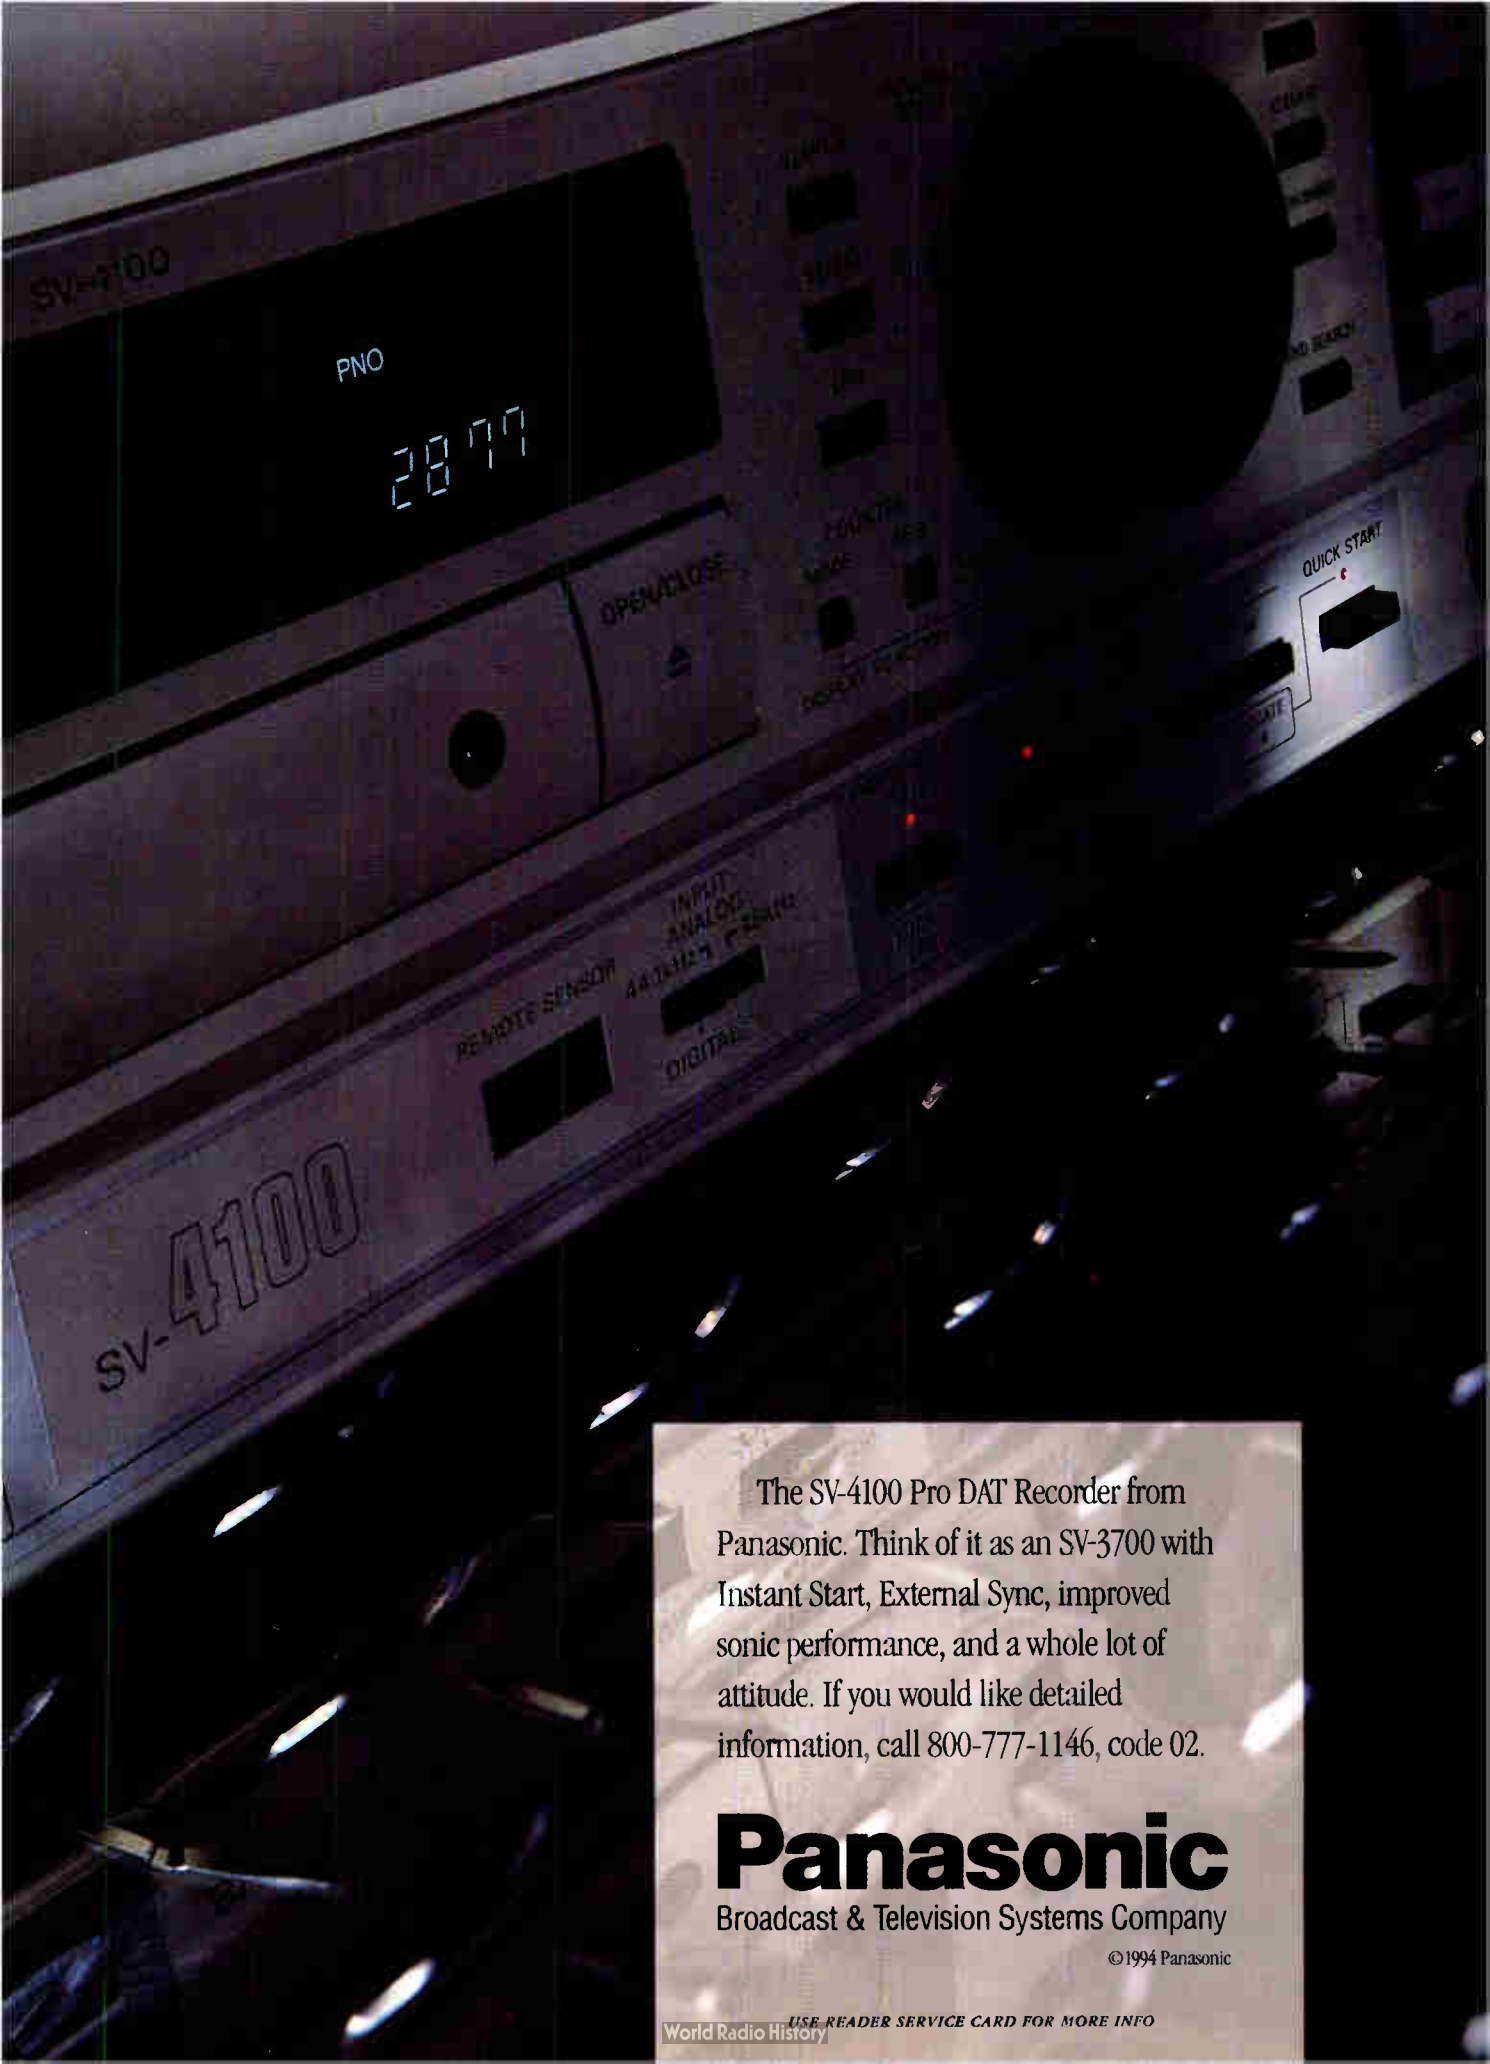 SV-4100
PNO
2877
OPEN/CLOSE
MODE
QUICK START
REMOTE SENSOR
INPUT
ANALOG
DIGITAL
SV-4100
The SV-4100 Pro DAT Recorder from
Panasonic. Think of it as an SV-3700 with
Instant Start, External Sync, improved
sonic performance, and a whole lot of
attitude. If you would like detailed
information, call 800-777-1146, code 02.
Panasonic
Broadcast & Television Systems Company
©1994 Panasonic
USE READER SERVICE CARD FOR MORE INFO
World Radio History